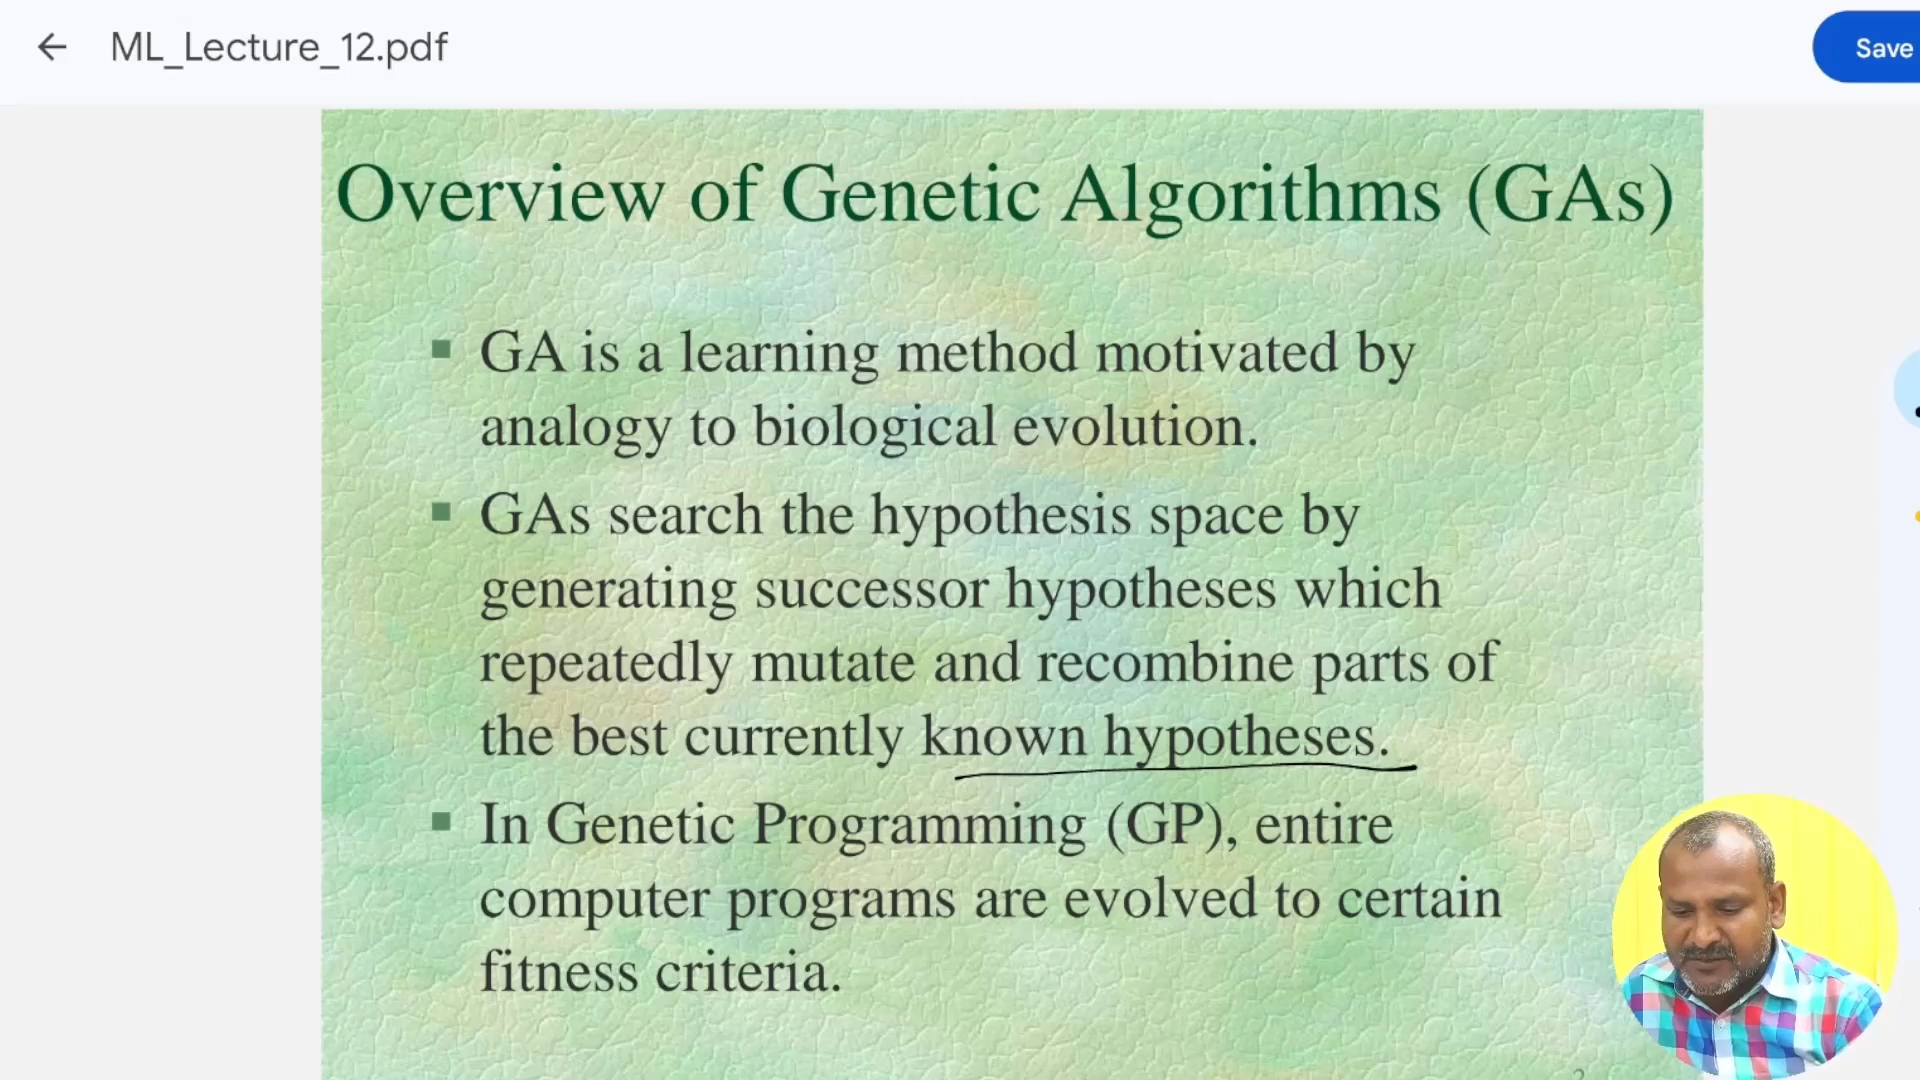 ML_Lecture_12.pdf
Save
Overview of Genetic Algorithms (GAs)
GA is a learning method motivated by
analogy to biological evolution.
GAs search the hypothesis space by
generating successor hypotheses which
repeatedly mutate and recombine parts of
the best currently known hypotheses.
In Genetic Programming (GP), entire
computer programs are evolved to certain
fitness criteria.